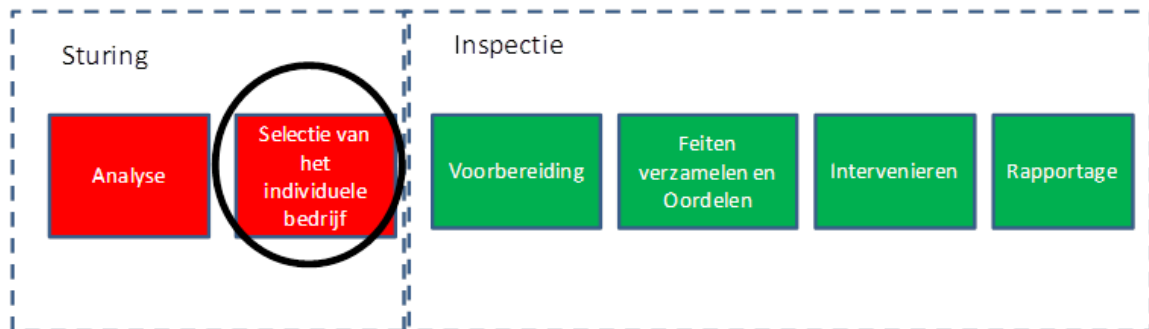 Sturing
Inspectie
Analyse
Selectie van
het
individuele
bedrijf
Voorbereiding
Feiten
verzamelen en
Oordelen
Intervenieren
Rapportage